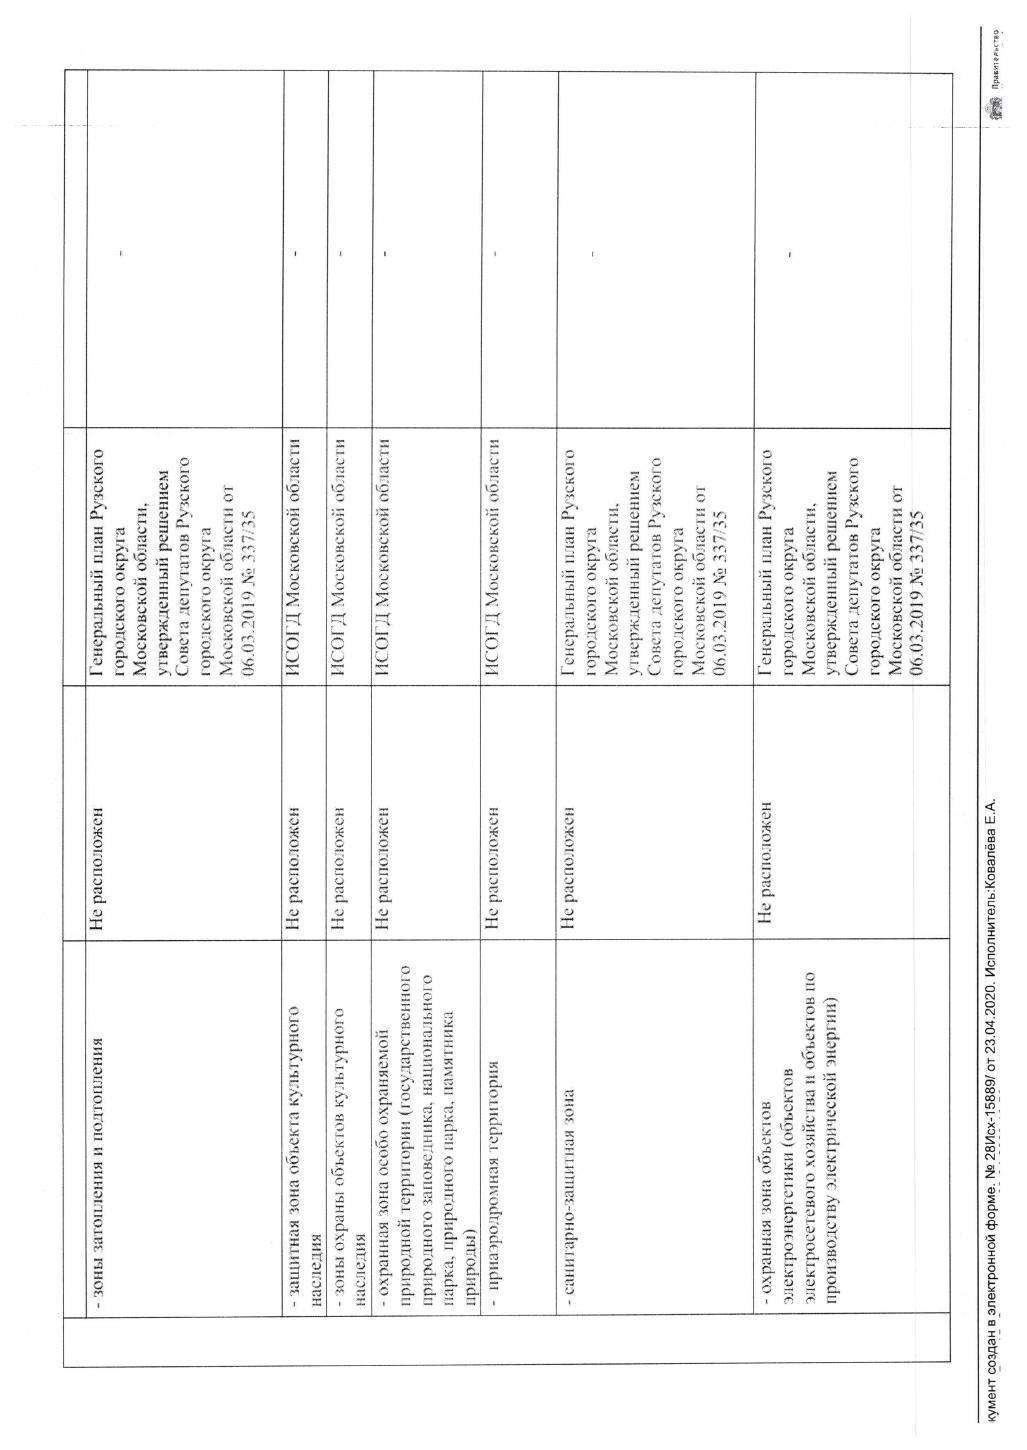 - зоны затопления и подтопления
Не расположен
Генеральный план Рузского
городского округа
Московской области,
утвержденный решением
Совета депутатов Рузского
городского округа
Московской области от
06.03.2019 № 337/35
-
- защитная зона объекта культурного
наследия
Не расположен
ИСОГД Московской области
-
- зоны охраны объектов культурного
наследия
Не расположен
ИСОГД Московской области
-
- охранная зона особо охраняемой
природной территории (государственного
природного заповедника, национального
парка, природного парка, памятника
природы)
Не расположен
ИСОГД Московской области
-
- приаэродромная территория
Не расположен
ИСОГД Московской области
-
- санитарно-защитная зона
Не расположен
Генеральный план Рузского
городского округа
Московской области,
утвержденный решением
Совета депутатов Рузского
городского округа
Московской области от
06.03.2019 № 337/35
-
- охранная зона объектов
электроэнергетики (объектов
электросетевого хозяйства и объектов по
производству электрической энергии)
Не расположен
Генеральный план Рузского
городского округа
Московской области,
утвержденный решением
Совета депутатов Рузского
городского округа
Московской области от
06.03.2019 № 337/35
-
кумент создан в электронной форме. № 28Исх-15889/ от 23.04.2020. Исполнитель:Ковалёва Е.А.
Правительство